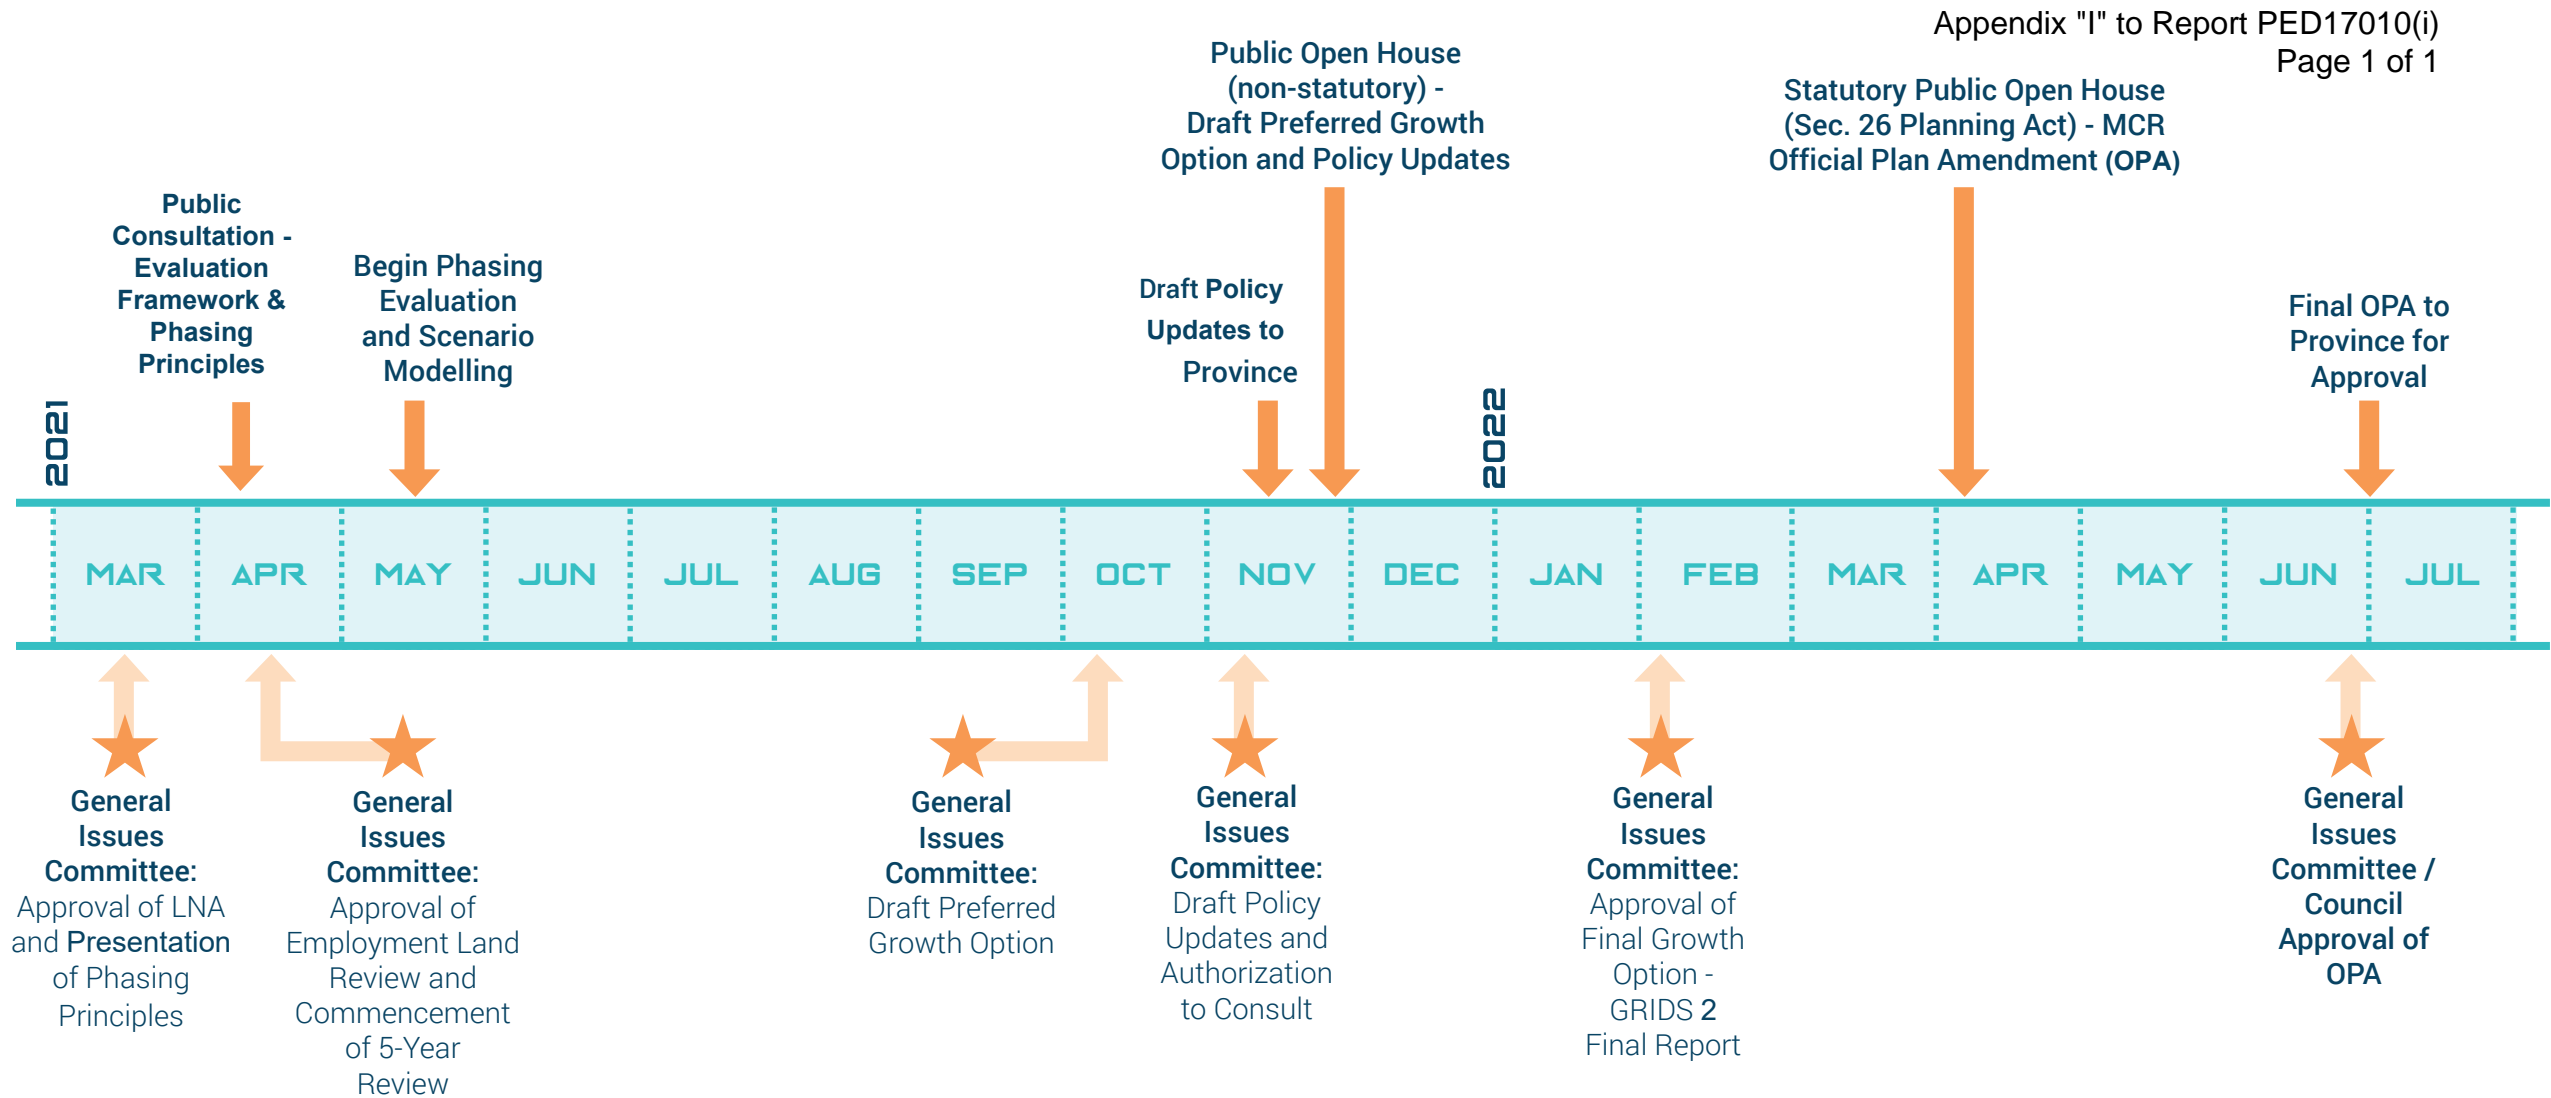 Appendix "I" to Report PED17010(i)
Page 1 of 1
Public
Consultation -
Evaluation
Framework &
Phasing
Principles
Begin Phasing
Evaluation
and Scenario
Modelling
Draft Policy
Updates to
Province
Public Open House
(non-statutory) -
Draft Preferred Growth
Option and Policy Updates
Statutory Public Open House
(Sec. 26 Planning Act) - MCR
Official Plan Amendment (OPA)
Final OPA to
Province for
Approval
2021
2022
MAR
APR
MAY
JUN
JUL
AUG
SEP
OCT
NOV
DEC
JAN
FEB
MAR
APR
MAY
JUN
JUL
General
Issues
Committee:
Approval of LNA
and Presentation
of Phasing
Principles
General
Issues
Committee:
Approval of
Employment Land
Review and
Commencement
of 5-Year
Review
General
Issues
Committee:
Draft Preferred
Growth Option
General
Issues
Committee:
Draft Policy
Updates and
Authorization
to Consult
General
Issues
Committee:
Approval of
Final Growth
Option -
GRIDS 2
Final Report
General
Issues
Committee /
Council
Approval of
OPA